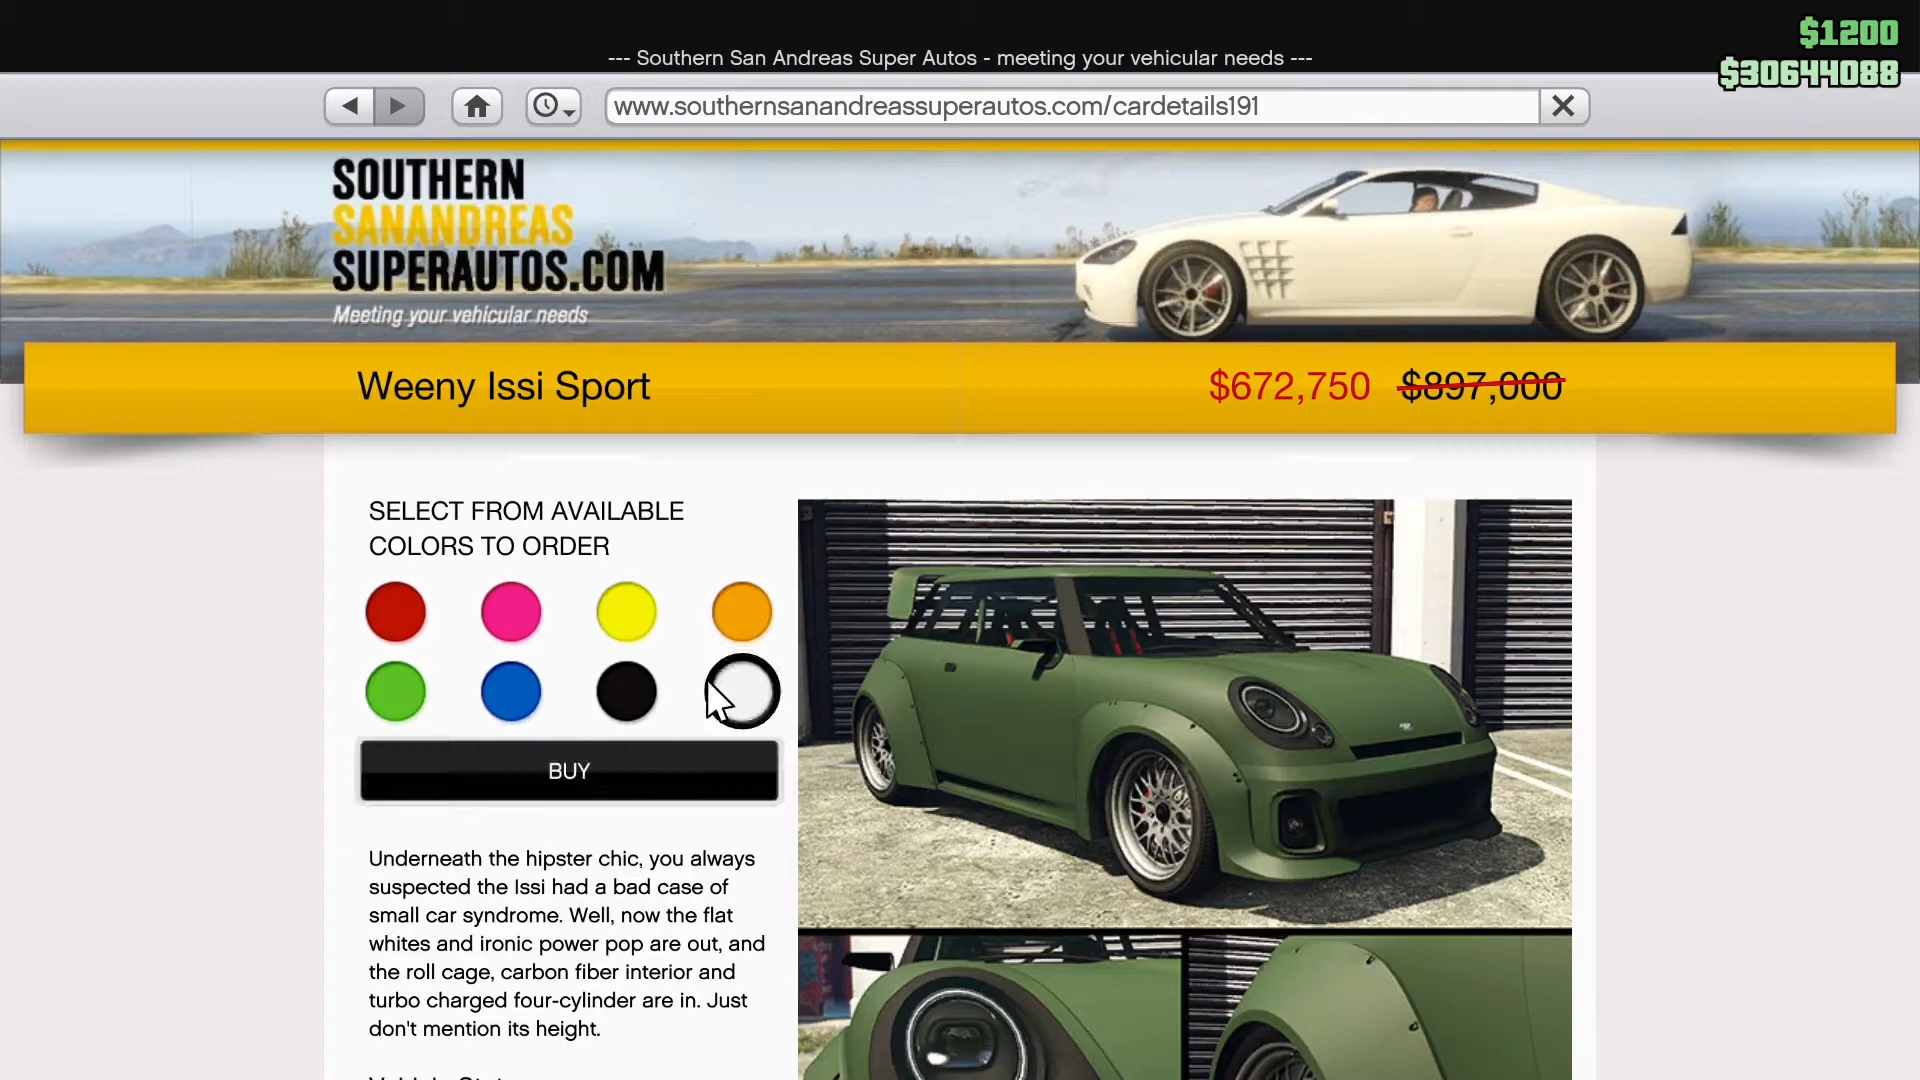 $1200
--- Southern San Andreas Super Autos - meeting your vehicular needs ---
$30644088
www.southernsanandreassuperautos.com/cardetails191
SOUTHERN
SANANDREAS
SUPERAUTOS.COM
Meeting your vehicular needs
Weeny Issi Sport
$672,750 $897,000
SELECT FROM AVAILABLE
COLORS TO ORDER
BUY
Underneath the hipster chic, you always
suspected the Issi had a bad case of
small car syndrome. Well, now the flat
whites and ironic power pop are out, and
the roll cage, carbon fiber interior and
turbo charged four-cylinder are in. Just
don't mention its height.